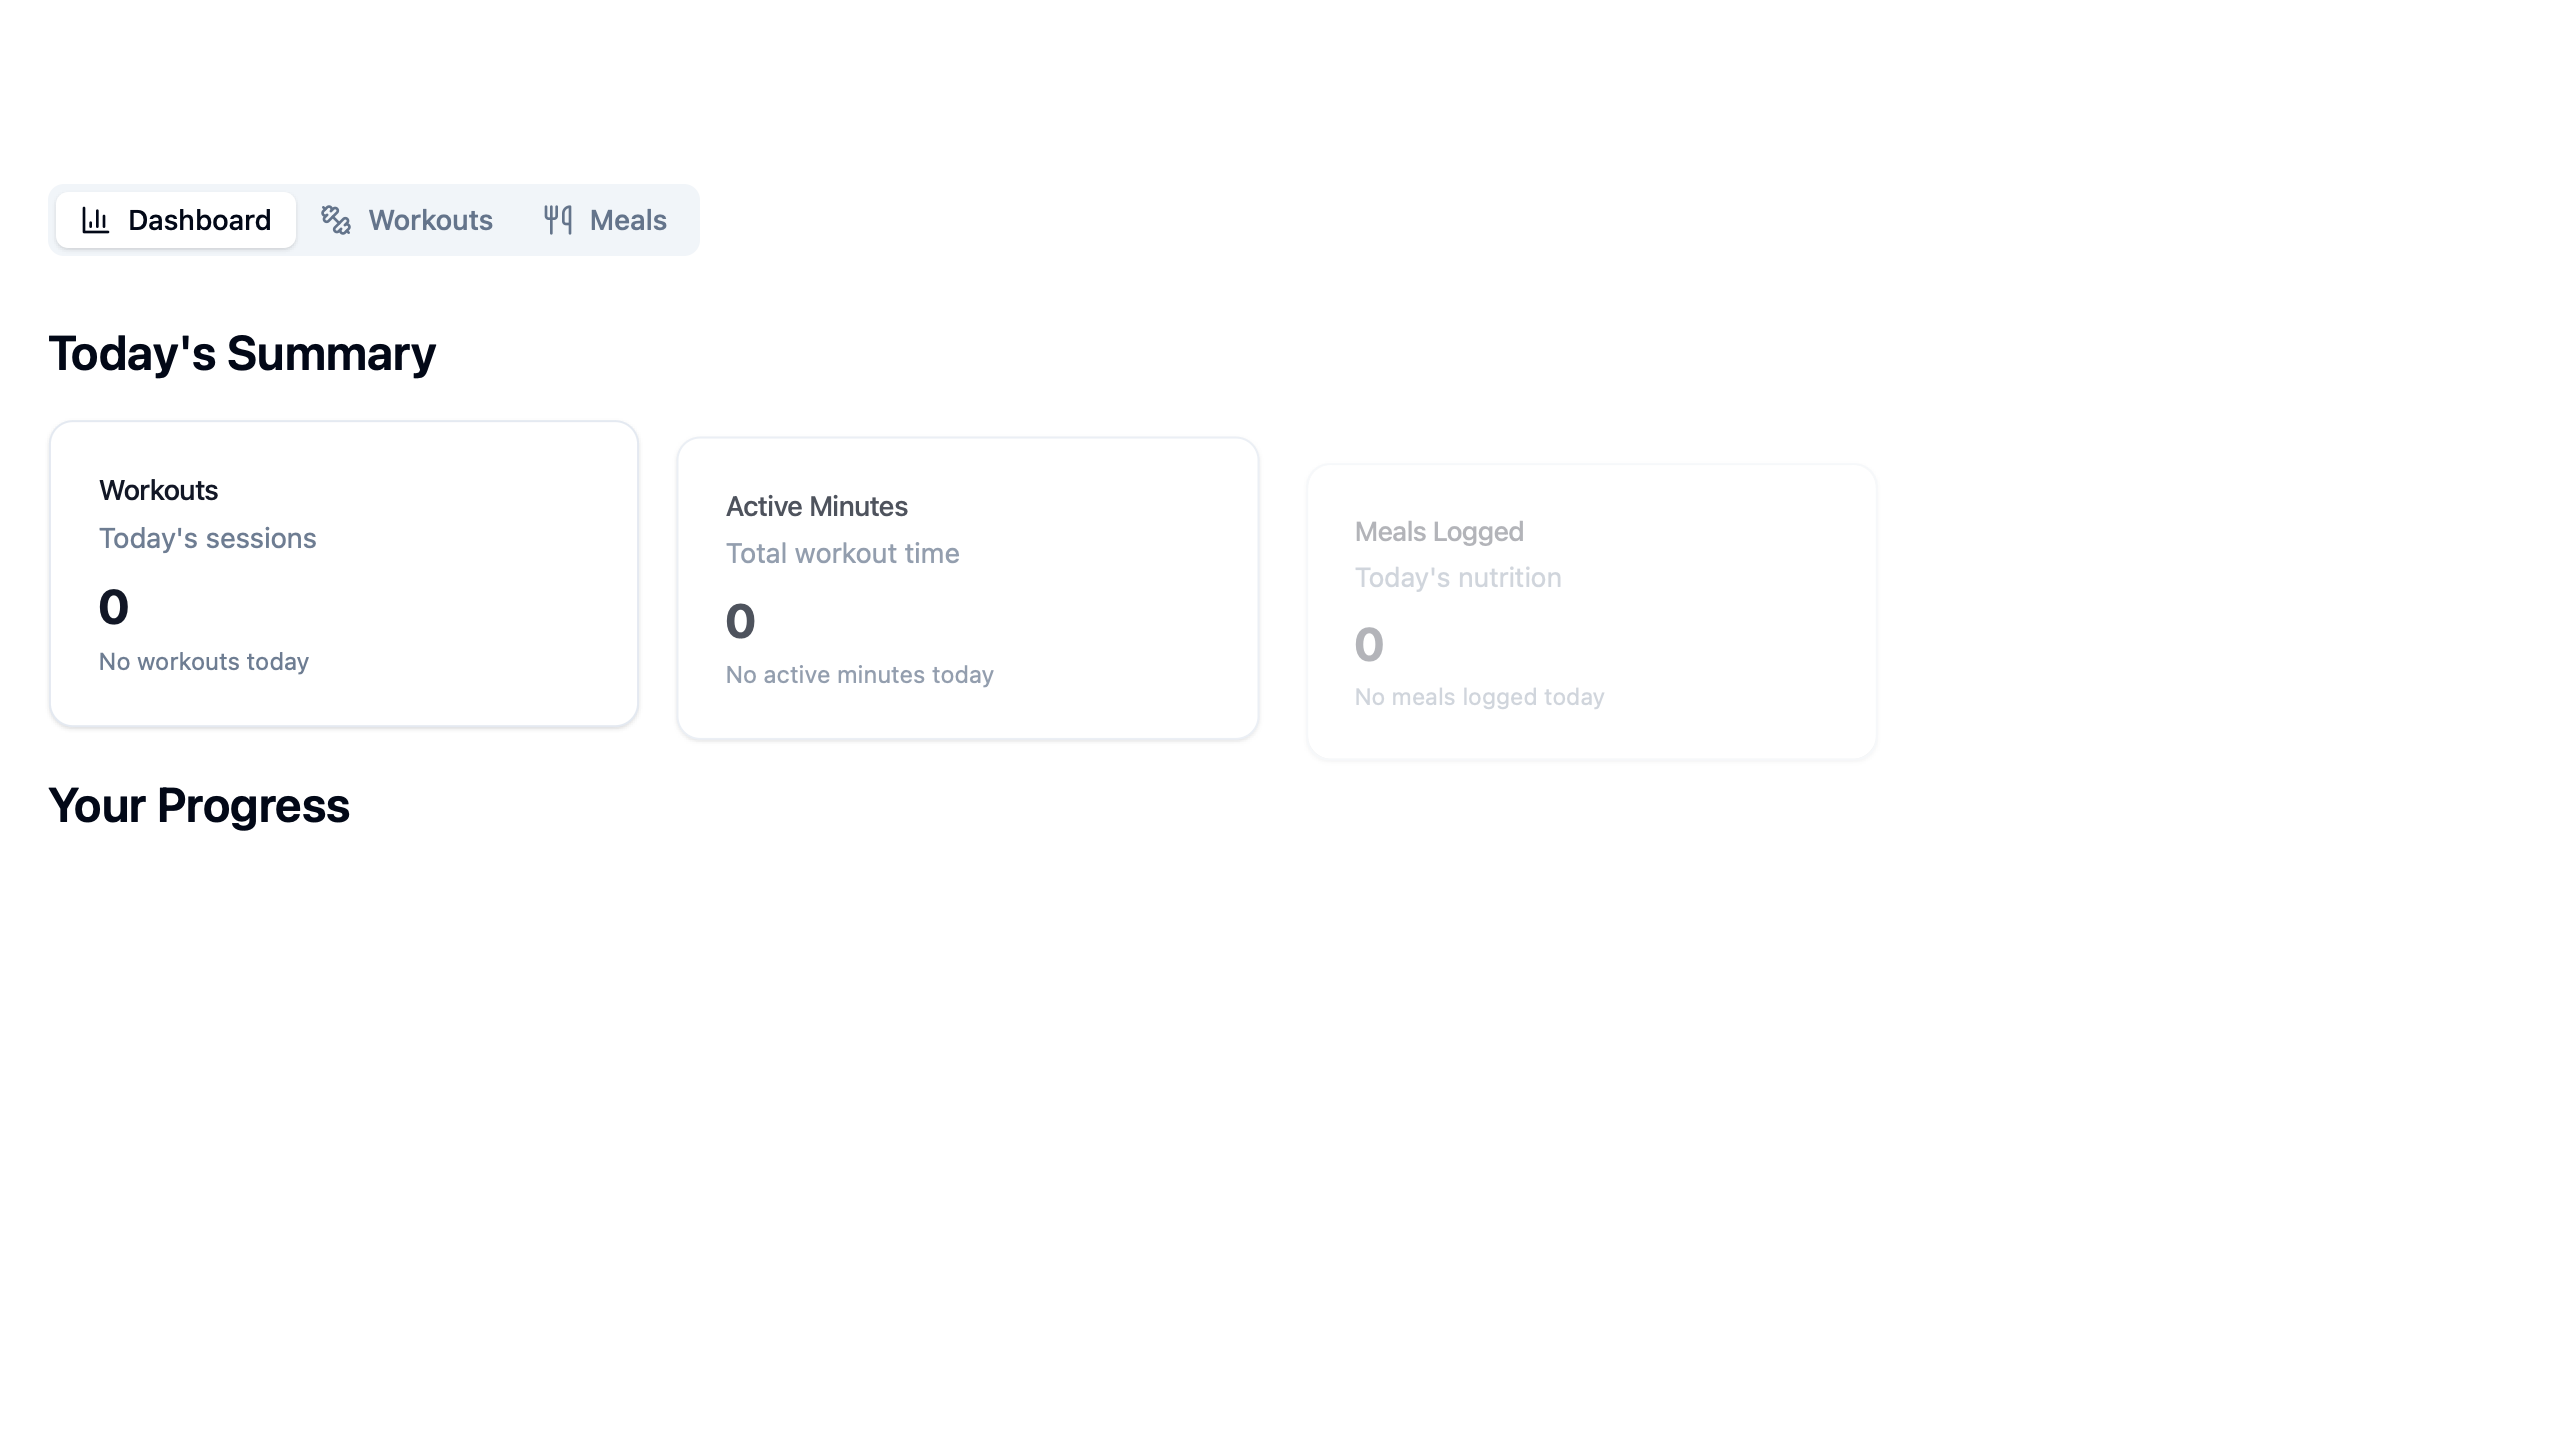 Dashboard
Workouts
Meals
Today's Summary
Workouts
Today's sessions
0
No workouts today
Active Minutes
Total workout time
0
No active minutes today
Meals Logged
Today's nutrition
0
No meals logged today
Your Progress